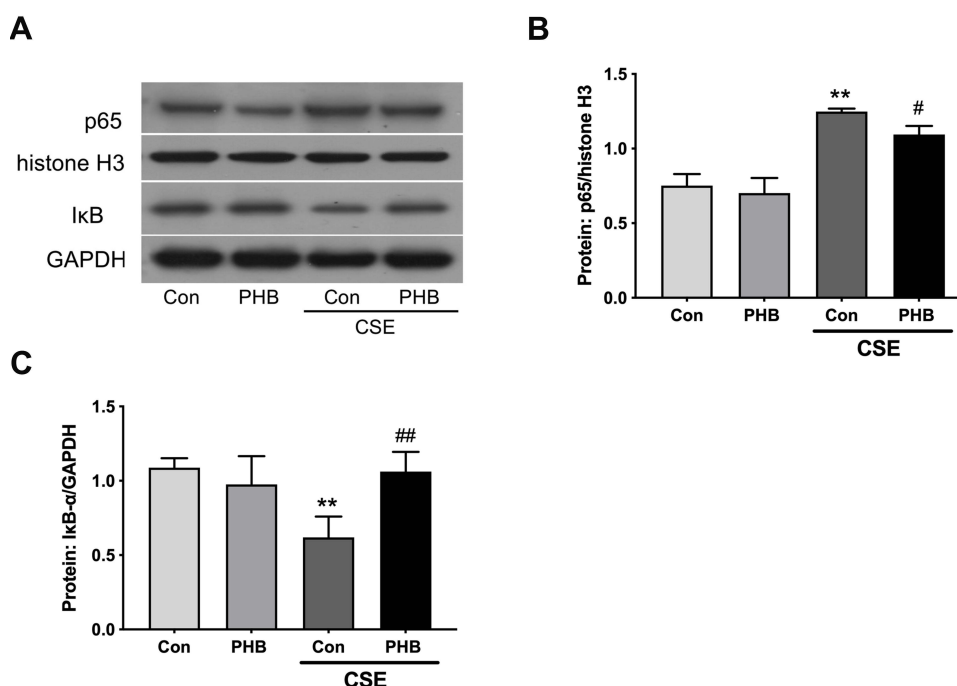 A
p65
histone H3
IκB
GAPDH
Con PHB Con PHB
CSE
B
Protein: p65/histone H3
1.5
1.0
0.5
0.0
**
#
Con PHB Con PHB
CSE
C
Protein: IκB-α/GAPDH
1.5
1.0
0.5
0.0
**
##
Con PHB Con PHB
CSE